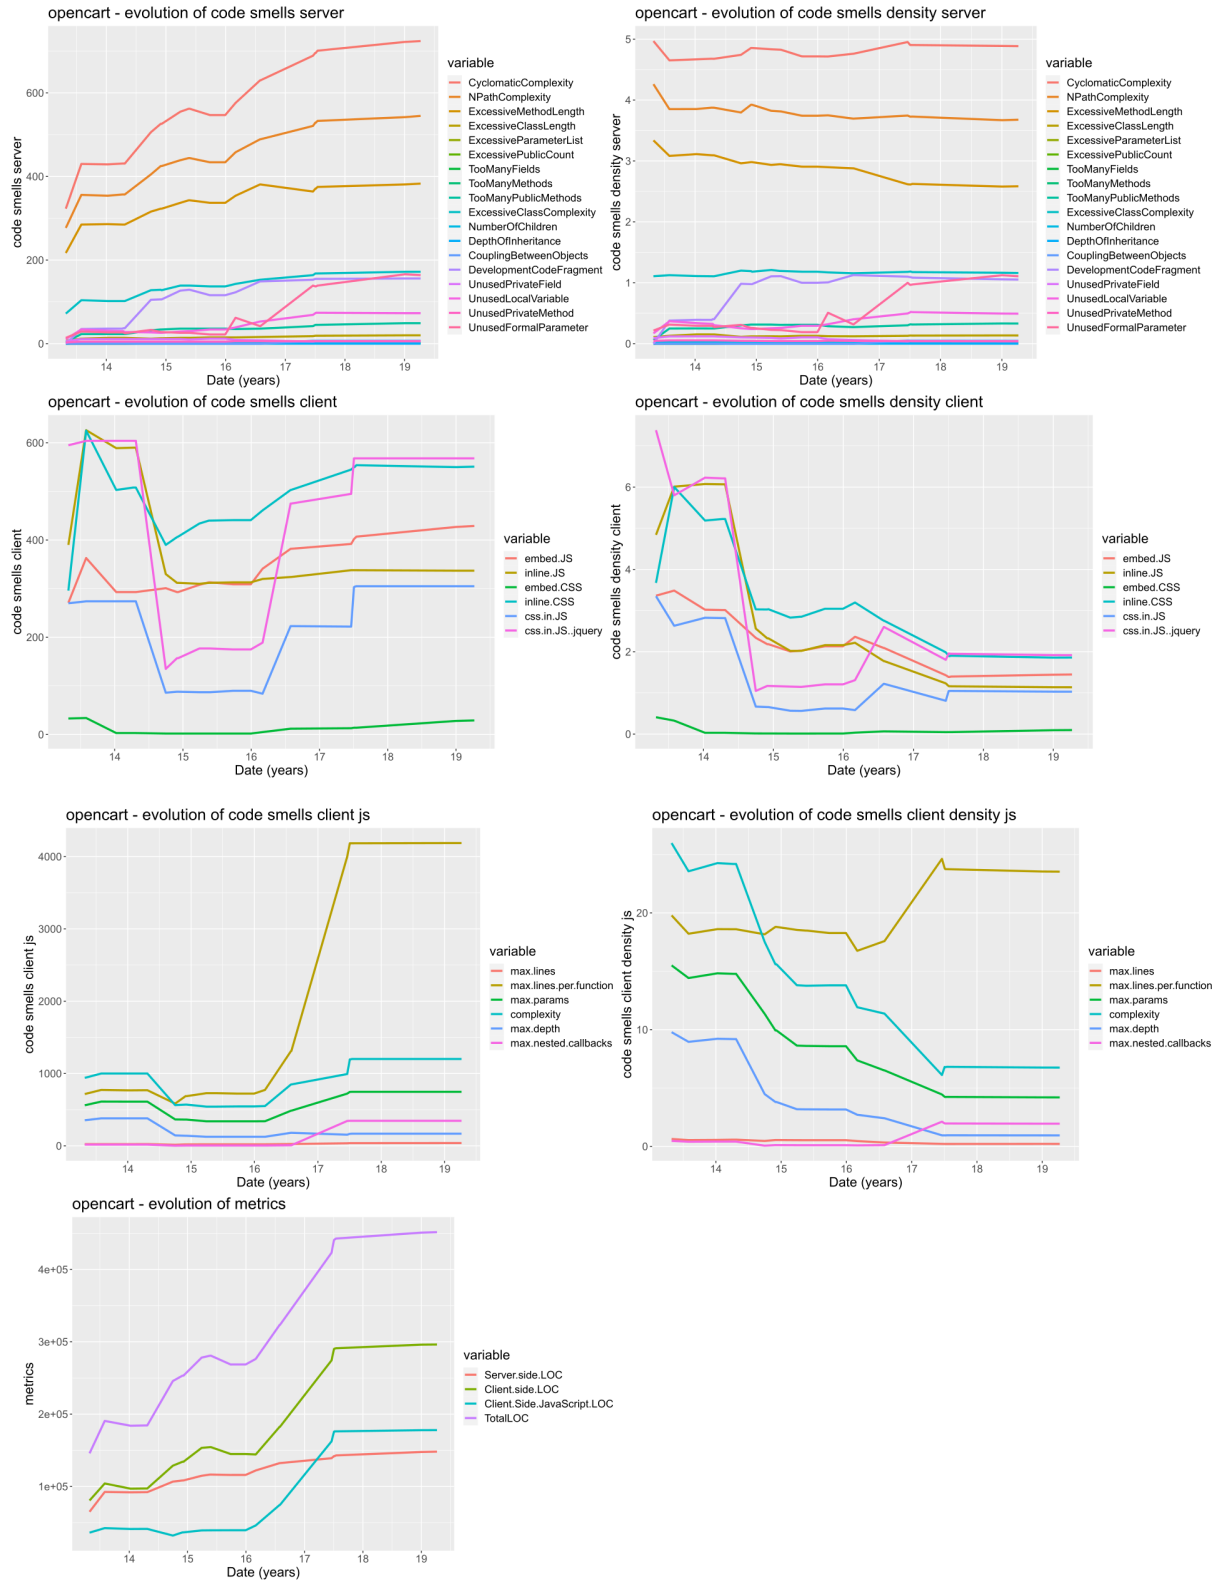 opencart - evolution of code smells server
code smells server
600
400
200
0
14
15
16
17
18
19
Date (years)
variable
CyclomaticComplexity
NPathComplexity
ExcessiveMethodLength
ExcessiveClassLength
ExcessiveParameterList
ExcessivePublicCount
TooManyFields
TooManyMethods
TooManyPublicMethods
ExcessiveClassComplexity
NumberOfChildren
DepthOfInheritance
CouplingBetweenObjects
DevelopmentCodeFragment
UnusedPrivateField
UnusedLocalVariable
UnusedPrivateMethod
UnusedFormalParameter
opencart - evolution of code smells density server
code smells density server
5
4
3
2
1
0
14
15
16
17
18
19
Date (years)
variable
CyclomaticComplexity
NPathComplexity
ExcessiveMethodLength
ExcessiveClassLength
ExcessiveParameterList
ExcessivePublicCount
TooManyFields
TooManyMethods
TooManyPublicMethods
ExcessiveClassComplexity
NumberOfChildren
DepthOfInheritance
CouplingBetweenObjects
DevelopmentCodeFragment
UnusedPrivateField
UnusedLocalVariable
UnusedPrivateMethod
UnusedFormalParameter
opencart - evolution of code smells client
code smells client
600
400
200
0
14
15
16
17
18
19
Date (years)
variable
embed.JS
inline.JS
embed.CSS
inline.CSS
css.in.JS
css.in.JS..jquery
opencart - evolution of code smells density client
code smells density client
6
4
2
0
14
15
16
17
18
19
Date (years)
variable
embed.JS
inline.JS
embed.CSS
inline.CSS
css.in.JS
css.in.JS..jquery
opencart - evolution of code smells client js
code smells client js
4000
3000
2000
1000
0
14
15
16
17
18
19
Date (years)
variable
max.lines
max.lines.per.function
max.params
complexity
max.depth
max.nested.callbacks
opencart - evolution of code smells client density js
code smells client density js
20
10
0
14
15
16
17
18
19
Date (years)
variable
max.lines
max.lines.per.function
max.params
complexity
max.depth
max.nested.callbacks
opencart - evolution of metrics
metrics
4e+05
3e+05
2e+05
1e+05
14
15
16
17
18
19
Date (years)
variable
Server.side.LOC
Client.side.LOC
Client.Side.JavaScript.LOC
TotalLOC